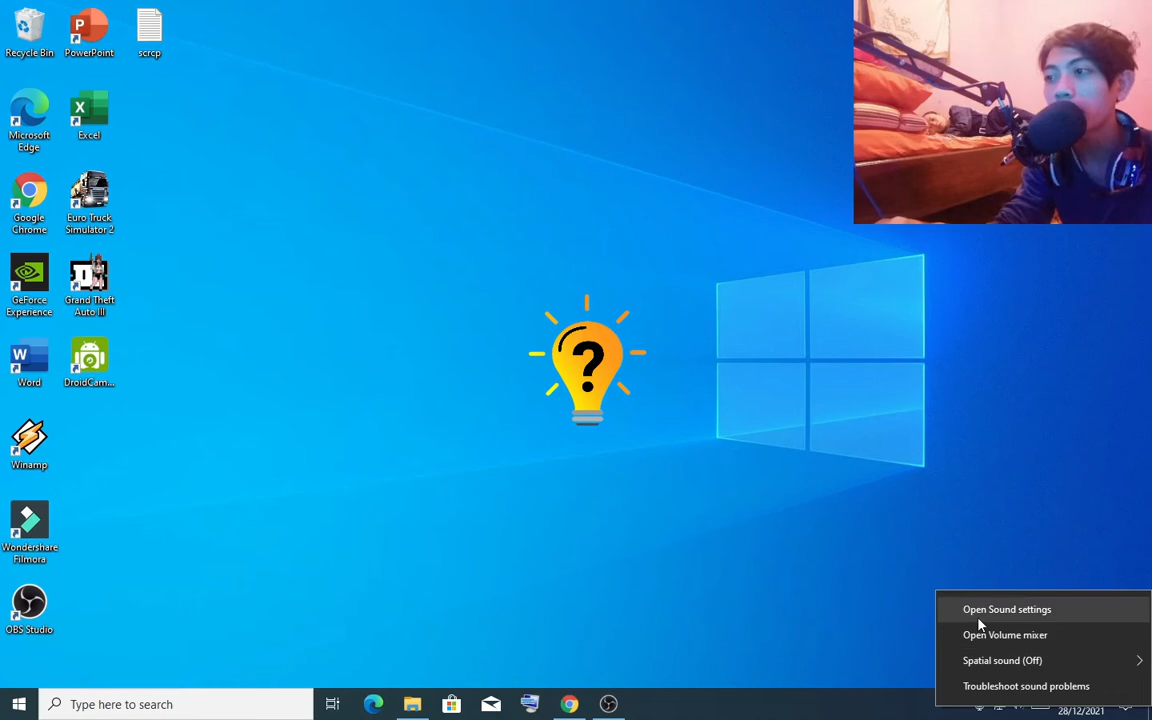 Recycle Bin
PowerPoint
scrcp
Microsoft
Edge
Excel
Google
Chrome
Euro Truck
Simulator 2
GeForce
Experience
Grand Theft
Auto III
Word
DroidCam...
Winamp
Wondershare
Filmora
OBS Studio
?
Open Sound settings
Open Volume mixer
Spatial sound (Off)
Troubleshoot sound problems
Type here to search
28/12/2021